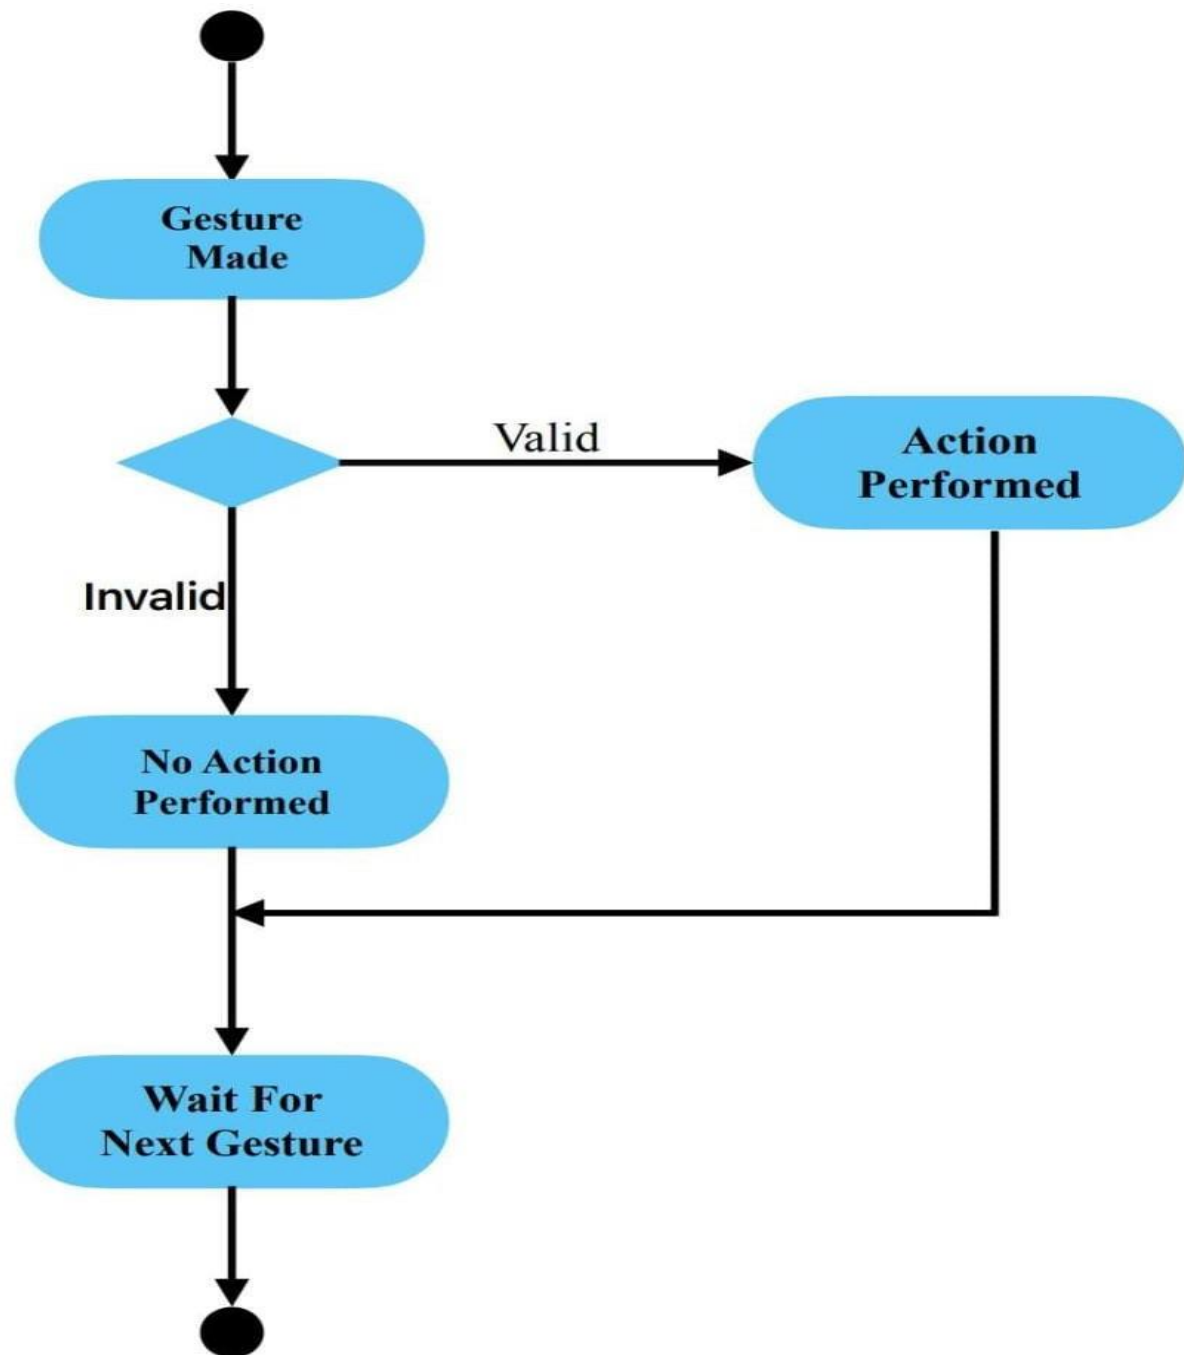 Gesture
Made
Valid
Action
Performed
Invalid
No Action
Performed
Wait For
Next Gesture